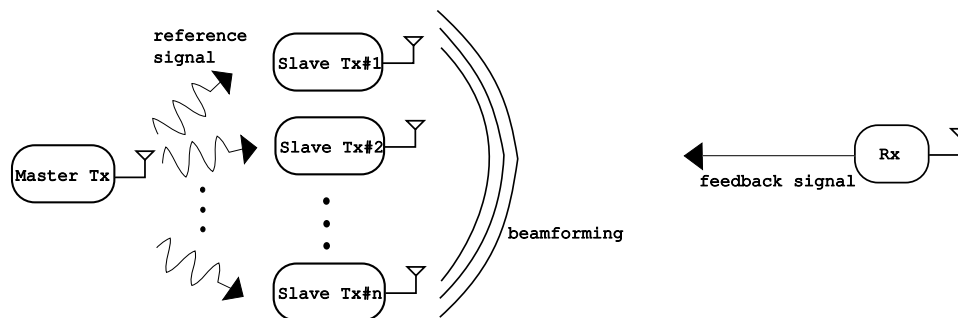 reference
signal
Slave Tx#1
Slave Tx#2
Master Tx
Rx
feedback signal
beamforming
Slave Tx#n